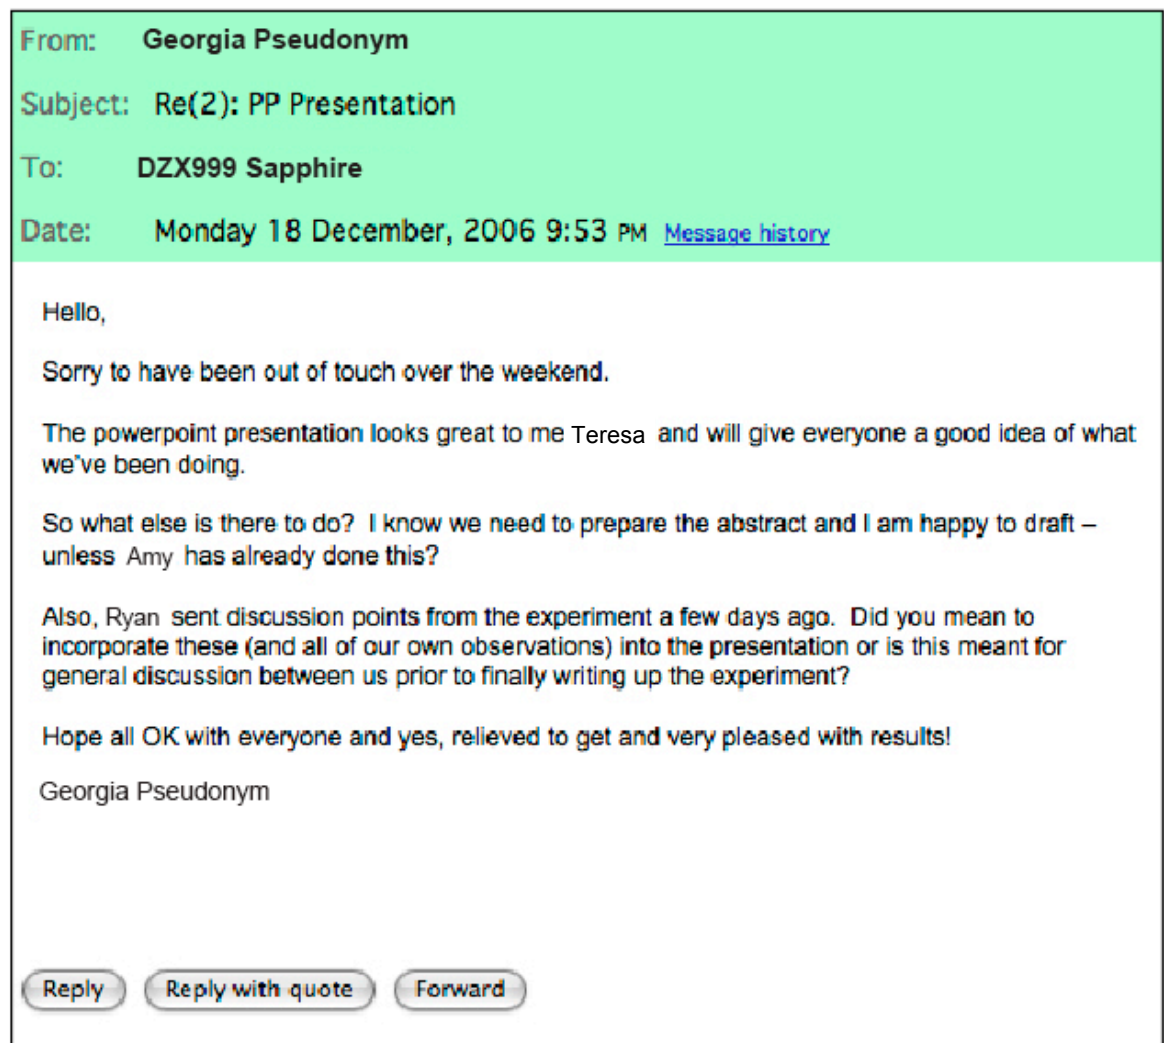 From: Georgia Pseudonym
Subject: Re(2): PP Presentation
To: DZX999 Sapphire
Date: Monday 18 December, 2006 9:53 PM Message history
Hello,
Sorry to have been out of touch over the weekend.
The powerpoint presentation looks great to me Teresa and will give everyone a good idea of what
we've been doing.
So what else is there to do? I know we need to prepare the abstract and I am happy to draft –
unless Amy has already done this?
Also, Ryan sent discussion points from the experiment a few days ago. Did you mean to
incorporate these (and all of our own observations) into the presentation or is this meant for
general discussion between us prior to finally writing up the experiment?
Hope all OK with everyone and yes, relieved to get and very pleased with results!
Georgia Pseudonym
Reply Reply with quote Forward